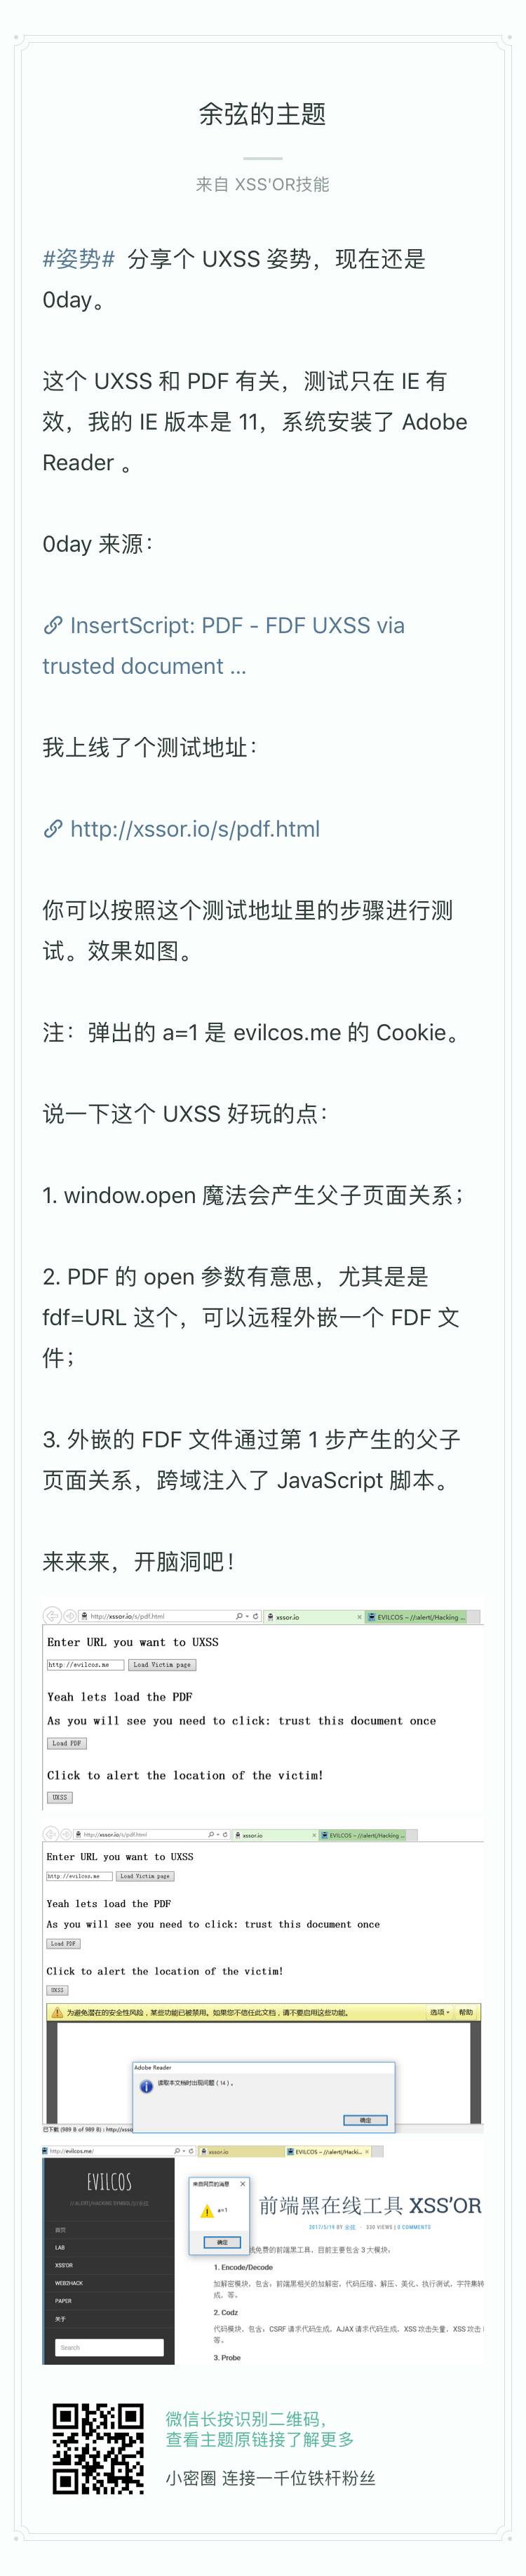 余弦的主题
来自 XSS'OR技能
#姿势# 分享个 UXSS 姿势，现在还是
0day。
这个 UXSS 和 PDF 有关，测试只在 IE 有
效，我的 IE 版本是 11，系统安装了 Adobe
Reader 。
0day 来源：
InsertScript: PDF - FDF UXSS via
trusted document ...
我上线了个测试地址：
http://xssor.io/s/pdf.html
你可以按照这个测试地址里的步骤进行测
试。效果如图。
注：弹出的 a=1 是 evilcos.me 的 Cookie。
说一下这个 UXSS 好玩的点：
1. window.open 魔法会产生父子页面关系；
2. PDF 的 open 参数有意思，尤其是是
fdf=URL 这个，可以远程外嵌一个 FDF 文
件；
3. 外嵌的 FDF 文件通过第 1 步产生的父子
页面关系，跨域注入了 JavaScript 脚本。
来来来，开脑洞吧！
http://xssor.io/s/pdf.html xssor.io EVILCOS – //alert(/Hacking ...
Enter URL you want to UXSS
http://evilcos.me Load Victim page
Yeah lets load the PDF
As you will see you need to click: trust this document once
Load PDF
Click to alert the location of the victim!
UXSS
http://xssor.io/s/pdf.html xssor.io EVILCOS – //alert(/Hacking ...
Enter URL you want to UXSS
http://evilcos.me Load Victim page
Yeah lets load the PDF
As you will see you need to click: trust this document once
Load PDF
Click to alert the location of the victim!
UXSS
为避免潜在的安全性风险，某些功能已被禁用。如果您不信任此文档，请不要启用这些功能。 选项 帮助
Adobe Reader
读取本文档时出现问题 (14)。
确定
已下载 (989 B of 989 B) : http://xssor
http://evilcos.me/ xssor.io EVILCOS – //alert(/Hacki...
EVILCOS
来自网页的消息
a=1
确定
前端黑在线工具 XSS'OR
2017/3/19 BY 余弦 · 330 VIEWS | 0 COMMENTS
首页
LAB
XSS'OR
WEB2HACK
PAPER
关于
Search
线免费的前端黑工具，目前主要包含 3 大模块。
1. Encode/Decode
加解密模块，包含：前端黑相关的加解密、代码压缩、解压、美化、执行测试、字符集转
成、等。
2. Codz
代码模块，包含：CSRF 请求代码生成、AJAX 请求代码生成、XSS 攻击矢量、XSS 攻击
等。
3. Probe
微信长按识别二维码，
查看主题原链接了解更多
小密圈 连接一千位铁杆粉丝